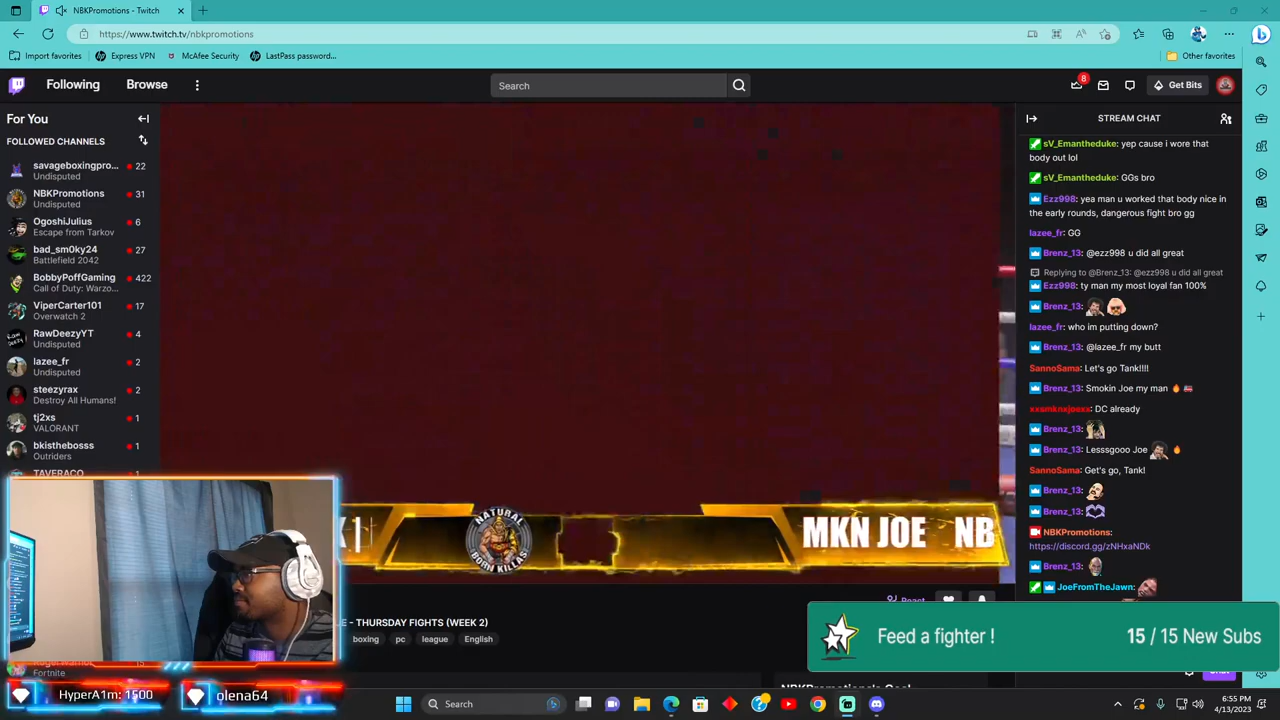 NBKPromotions - Twitch
https://www.twitch.tv/nbkpromotions
Import favorites
Express VPN
McAfee Security
LastPass password...
Other favorites
Following
Browse
Search
8
Get Bits
For You
FOLLOWED CHANNELS
savageboxingpro... 22
Undisputed
NBKPromotions 31
Undisputed
OgoshiJulius 6
Escape from Tarkov
bad_sm0ky24 27
Battlefield 2042
BobbyPoffGaming 422
Call of Duty: Warzo...
ViperCarter101 17
Overwatch 2
RawDeezyYT 4
Undisputed
lazee_fr 2
Undisputed
steezyrax 2
Destroy All Humans!
tj2xs 1
VALORANT
bkisthebosss 1
Outriders
TAVERACO 1
Fortnite
HyperA1m: 1500
olena64
NATURAL
BORN KILLAS
MKN JOE NB
React
- THURSDAY FIGHTS (WEEK 2)
boxing
pc
league
English
NBKPromotions's Goal
STREAM CHAT
sV_Emantheduke: yep cause i wore that
body out lol
sV_Emantheduke: GGs bro
Ezz998: yea man u worked that body nice in
the early rounds, dangerous fight bro gg
lazee_fr: GG
Brenz_13: @ezz998 u did all great
Replying to @Brenz_13: @ezz998 u did all great
Ezz998: ty man my most loyal fan 100%
Brenz_13:
lazee_fr: who im putting down?
Brenz_13: @lazee_fr my butt
SannoSama: Let's go Tank!!!!
Brenz_13: Smokin Joe my man
xxsmknxjoexx: DC already
Brenz_13:
Brenz_13: Lesssgooo Joe
SannoSama: Get's go, Tank!
Brenz_13:
Brenz_13:
NBKPromotions:
https://discord.gg/zNHxaNDk
Brenz_13:
JoeFromTheJawn:
Feed a fighter !
15 / 15 New Subs
Chat
Search
6:55 PM
4/13/2023